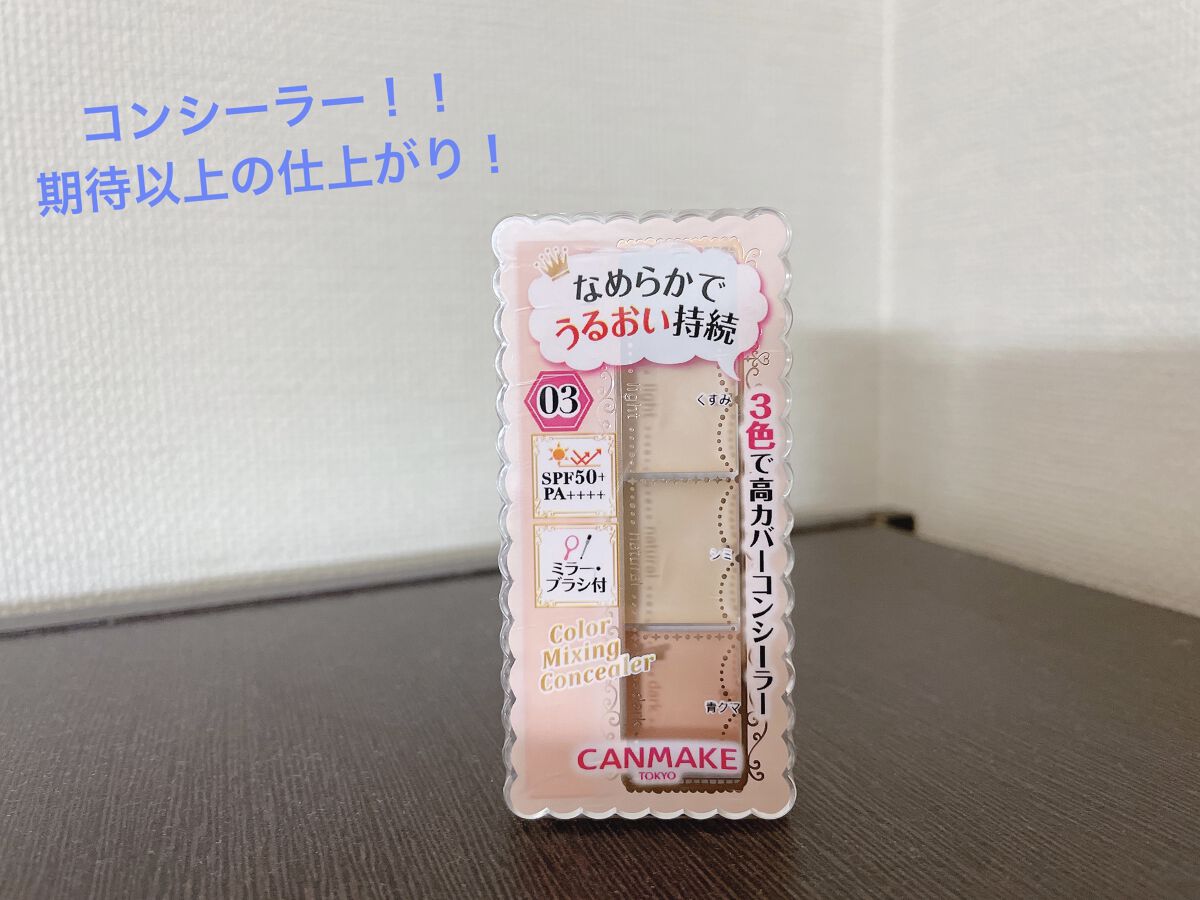 コンシーラー！！
期待以上の仕上がり！
なめらかで
うるおい持続
03
SPF50+
PA++++
ミラー・
ブラシ付
Color
Mixing
Concealer
light
くすみ
natural
シミ
dark
青クマ
3色で高カバーコンシーラー
CANMAKE
TOKYO